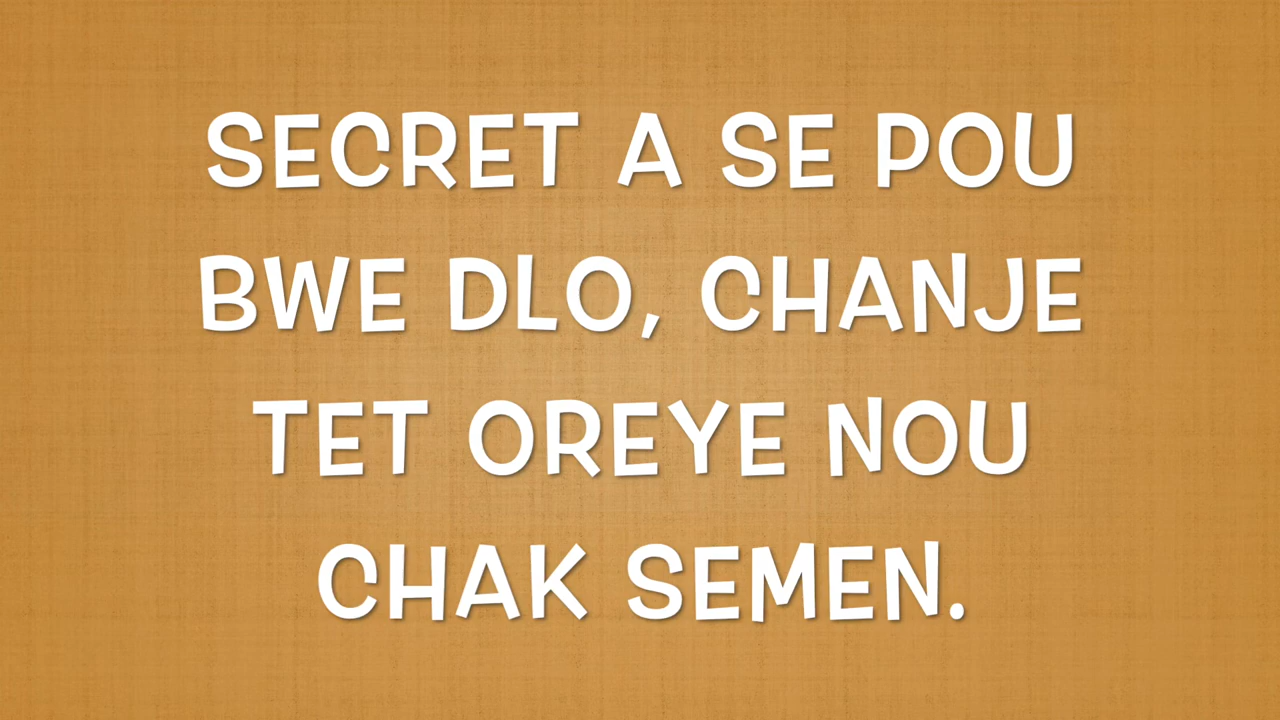 SECRET A SE POU
BWE DLO, CHANJE
TET OREYE NOU
CHAK SEMEN.